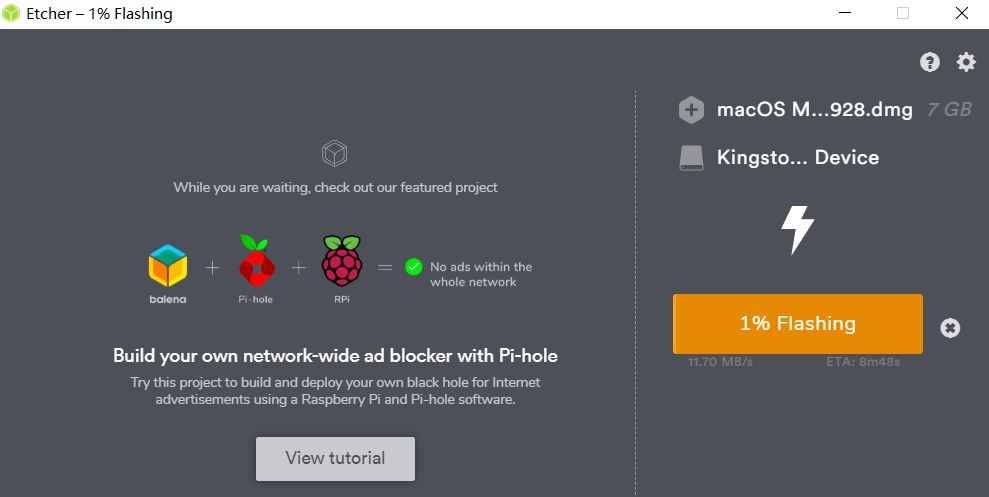 Etcher – 1% Flashing
macOS M...928.dmg 7 GB
Kingsto... Device
While you are waiting, check out our featured project
balena + Pi-hole + RPi = No ads within the
whole network
Build your own network-wide ad blocker with Pi-hole
Try this project to build and deploy your own black hole for Internet
advertisements using a Raspberry Pi and Pi-hole software.
View tutorial
1% Flashing
11.70 MB/s ETA: 8m48s